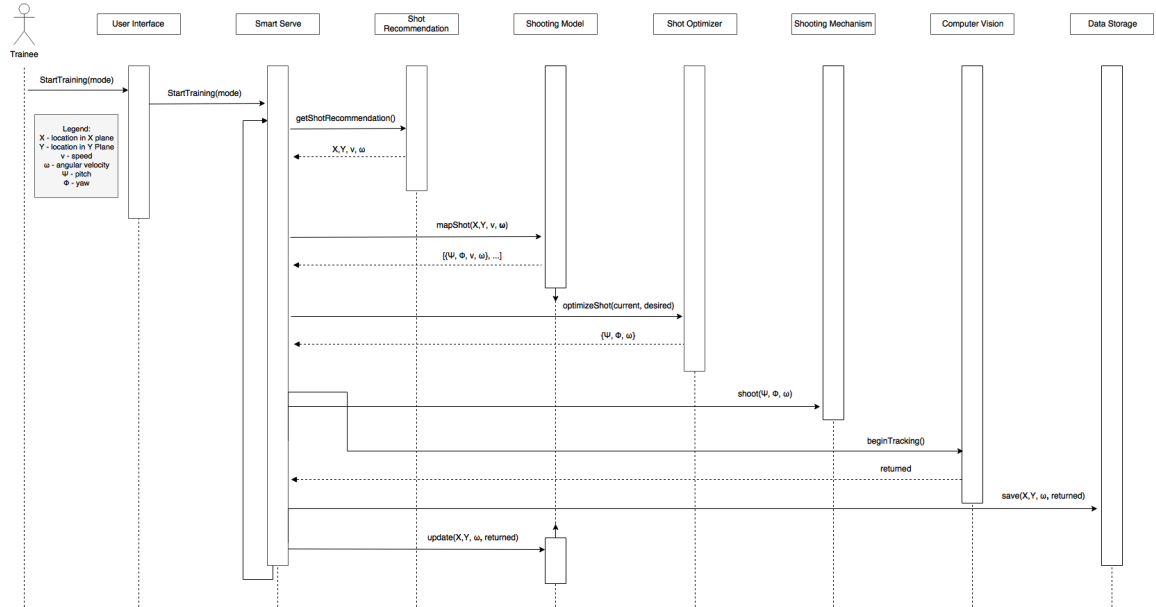 User Interface
Smart Serve
Shot
Recommendation
Shooting Model
Shot Optimizer
Shooting Mechanism
Computer Vision
Data Storage
Trainee
StartTraining(mode)
StartTraining(mode)
Legend:
X - location in X plane
Y - location in Y Plane
v - speed
ω - angular velocity
Ψ - pitch
Φ - yaw
getShotRecommendation()
X,Y, v, ω
mapShot(X,Y, v, ω)
[{Ψ, Φ, v, ω}, ...]
optimizeShot(current, desired)
{Ψ, Φ, ω}
shoot(Ψ, Φ, ω)
beginTracking()
returned
save(X,Y, ω, returned)
update(X,Y, ω, returned)